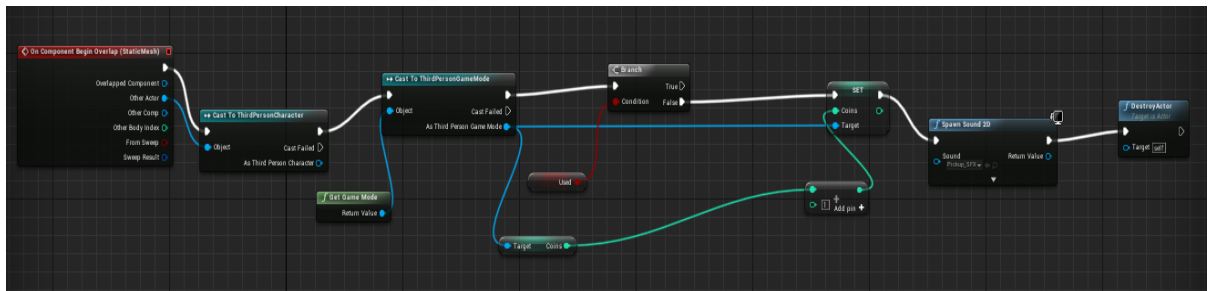 On Component Begin Overlap (StaticMesh)
Overlapped Component
Other Actor
Other Comp
Other Body Index
From Sweep
Sweep Result
Cast To ThirdPersonCharacter
Object
Cast Failed
As Third Person Character
f Get Game Mode
Return Value
Cast To ThirdPersonGameMode
Object
Cast Failed
As Third Person Game Mode
Target Coins
Used
Branch
True
Condition False
1
+
Add pin +
SET
Coins
Target
f Spawn Sound 2D
Sound
Pickup_SFX
Return Value
f DestroyActor
Target is Actor
Target self